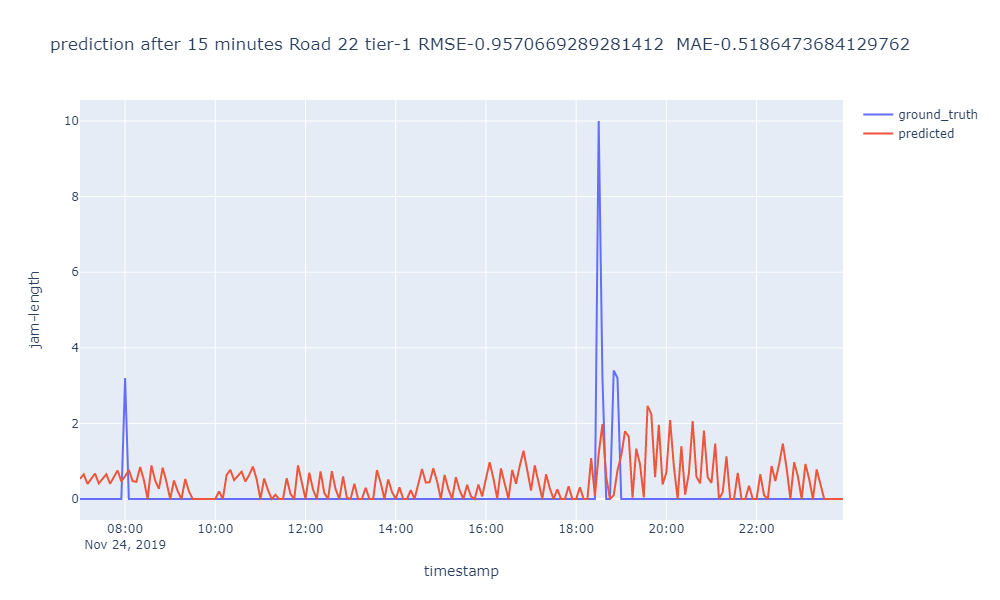 prediction after 15 minutes Road 22 tier-1 RMSE-0.9570669289281412  MAE-0.5186473684129762
ground_truth
predicted
jam-length
10
8
6
4
2
0
08:00 10:00 12:00 14:00 16:00 18:00 20:00 22:00
Nov 24, 2019
timestamp